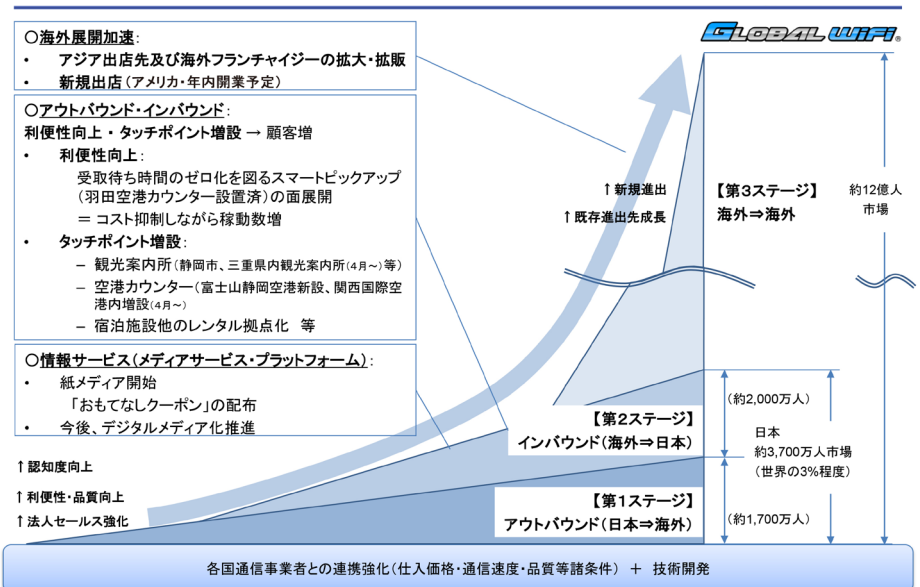 GLOBAL WiFi®
○海外展開加速:
• アジア出店先及び海外フランチャイジーの拡大・拡販
• 新規出店(アメリカ・年内開業予定)
○アウトバウンド・インバウンド:
利便性向上・タッチポイント増設 → 顧客増
• 利便性向上:
受取待ち時間のゼロ化を図るスマートピックアップ
(羽田空港カウンター設置済)の面展開
= コスト抑制しながら稼動数増
• タッチポイント増設:
– 観光案内所(静岡市、三重県内観光案内所(4月~)等)
– 空港カウンター(富士山静岡空港新設、関西国際空
港内増設(4月~)
– 宿泊施設他のレンタル拠点化 等
○情報サービス(メディアサービス・プラットフォーム):
• 紙メディア開始
「おもてなしクーポン」の配布
• 今後、デジタルメディア化推進
↑認知度向上
↑利便性・品質向上
↑法人セールス強化
↑新規進出
↑既存進出先成長
【第3ステージ】
海外⇒海外
約12億人
市場
【第2ステージ】
インバウンド(海外⇒日本)
(約2,000万人)
日本
約3,700万人市場
(世界の3%程度)
【第1ステージ】
アウトバウンド(日本⇒海外)
(約1,700万人)
各国通信事業者との連携強化(仕入価格・通信速度・品質等諸条件) + 技術開発